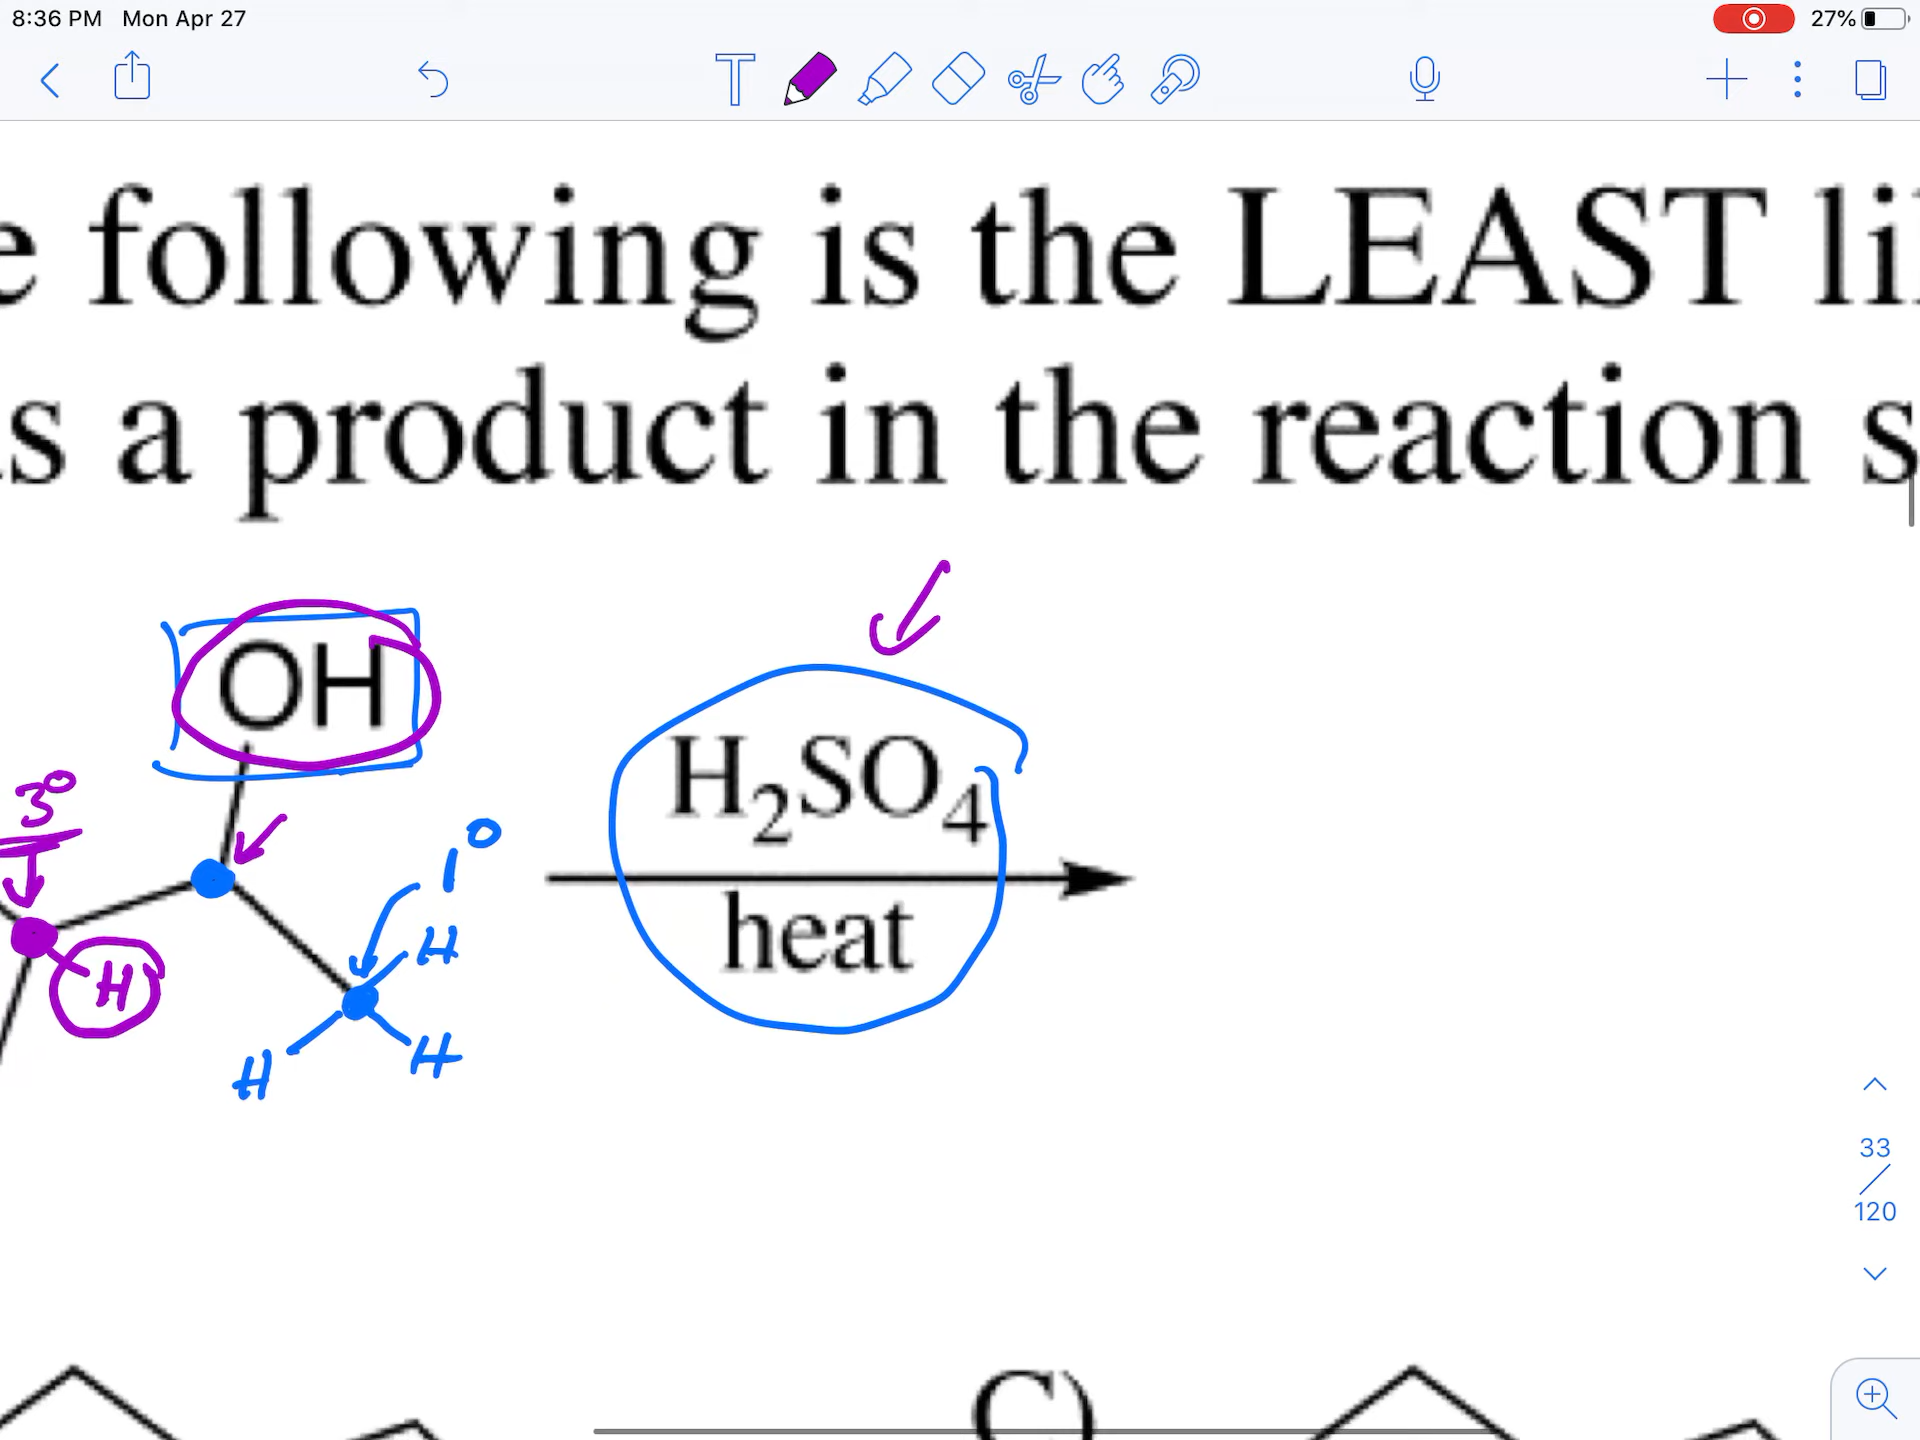 8:36 PM Mon Apr 27
27%
T
following is the LEAST
a product in the reaction
OH
H₂SO₄
heat
3°
1°
H
H
H
H
33
/
120
C)